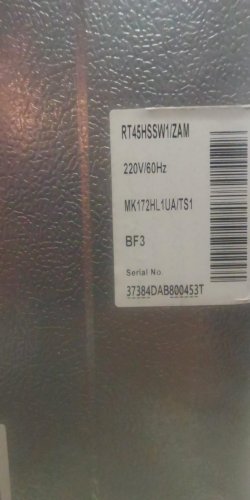 RT45HSSW1/ZAM
220V/60Hz
MK172HL1UA/TS1
BF3
Serial No.
37384DAB800453T